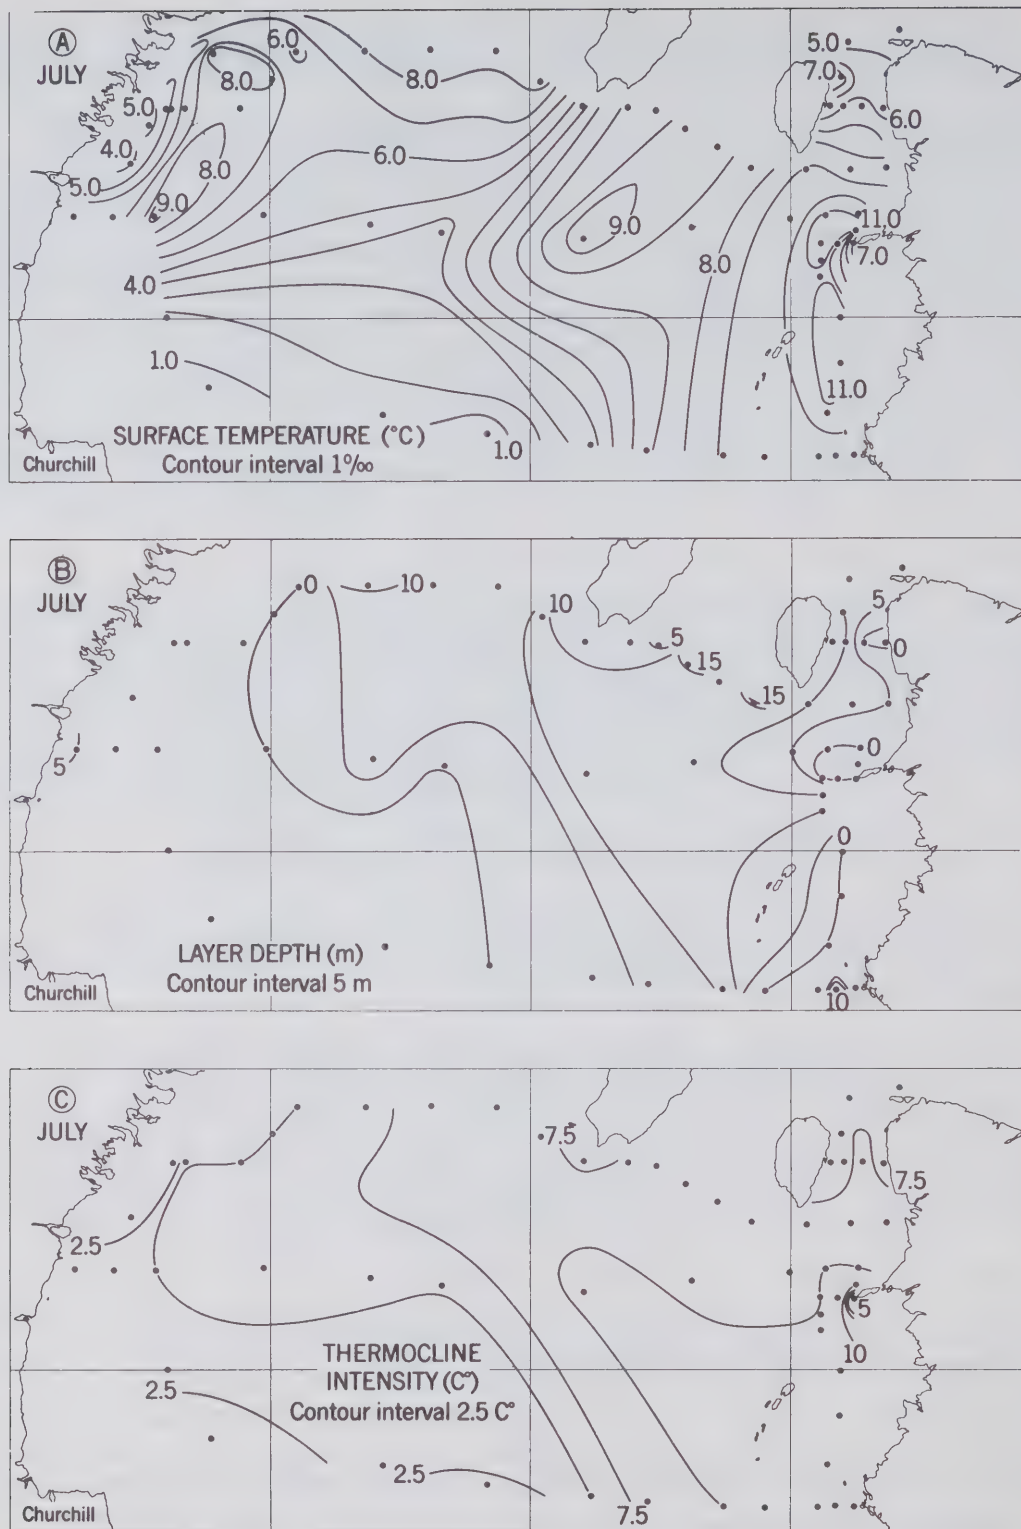 A
JULY
6.0
8.0
8.0
5.0
7.0
5.0
4.0
5.0
8.0
9.0
6.0
6.0
9.0
11.0
7.0
8.0
4.0
1.0
11.0
1.0
SURFACE TEMPERATURE (°C)
Contour interval 1‰
Churchill
B
JULY
0
10
10
5
15
15
5
0
5
0
0
LAYER DEPTH (m)
Contour interval 5 m
Churchill
10
C
JULY
7.5
7.5
2.5
5
10
THERMOCLINE
INTENSITY (C°)
Contour interval 2.5 C°
2.5
2.5
7.5
Churchill